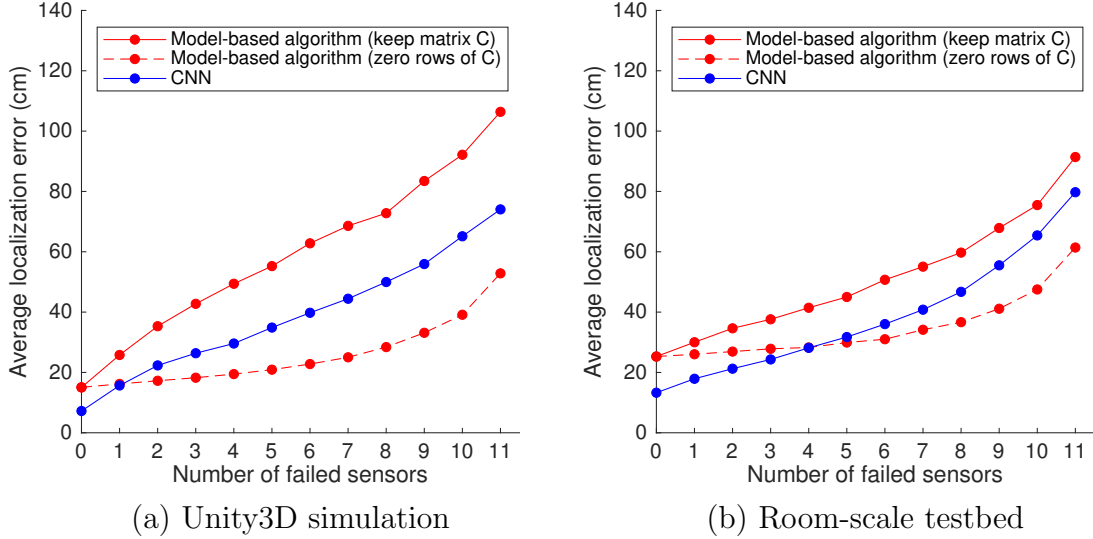 140
120
100
80
60
40
20
0
Average localization error (cm)
Model-based algorithm (keep matrix C)
Model-based algorithm (zero rows of C)
CNN
0 1 2 3 4 5 6 7 8 9 10 11
Number of failed sensors
(a) Unity3D simulation
140
120
100
80
60
40
20
0
Average localization error (cm)
Model-based algorithm (keep matrix C)
Model-based algorithm (zero rows of C)
CNN
0 1 2 3 4 5 6 7 8 9 10 11
Number of failed sensors
(b) Room-scale testbed